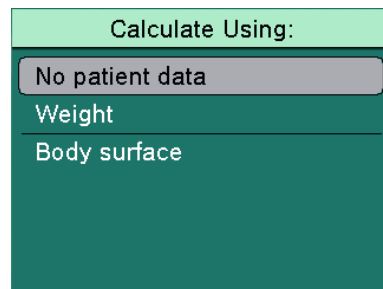 Calculate Using:
No patient data
Weight
Body surface